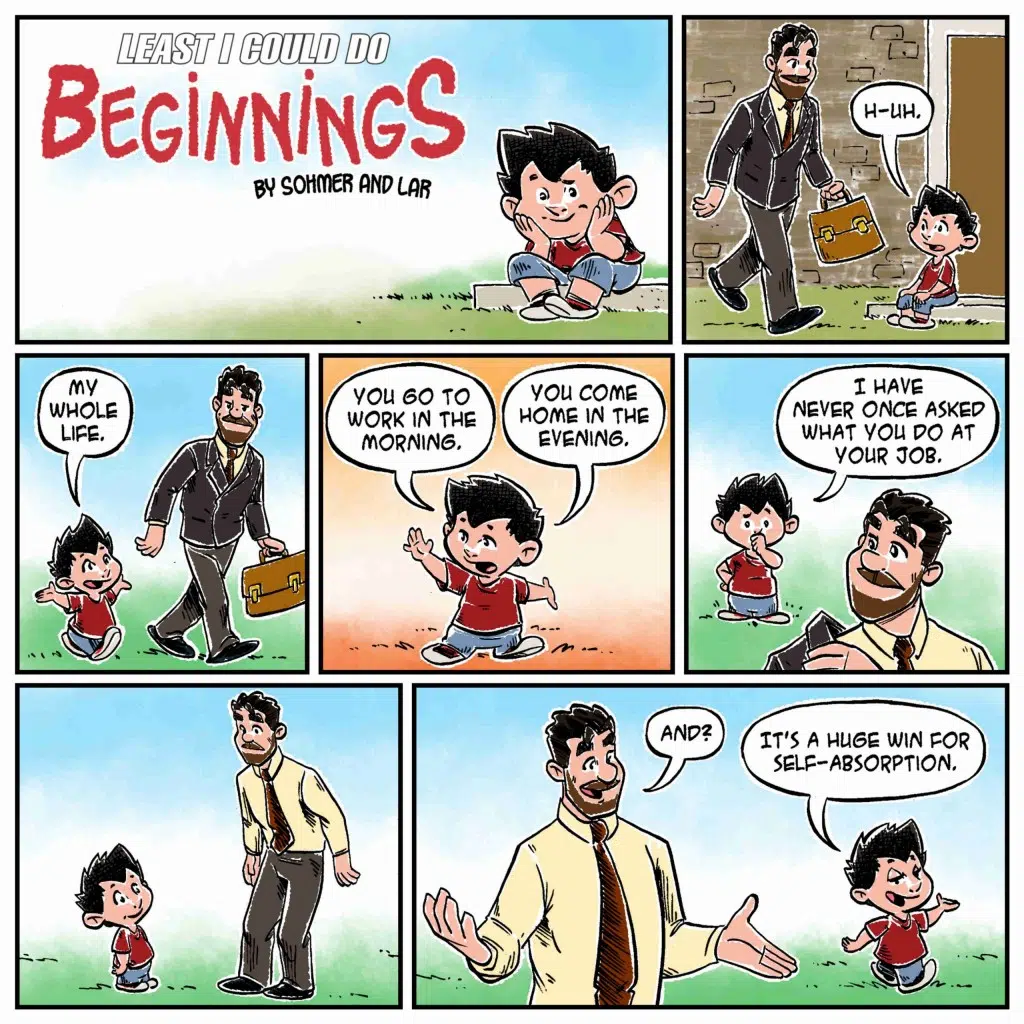 LEAST I COULD DO
BEGINNINGS
BY SOHMER AND LAR
H-UH.
MY
WHOLE
LIFE.
YOU GO TO
WORK IN THE
MORNING.
YOU COME
HOME IN THE
EVENING.
I HAVE
NEVER ONCE ASKED
WHAT YOU DO AT
YOUR JOB.
AND?
IT'S A HUGE WIN FOR
SELF-ABSORPTION.